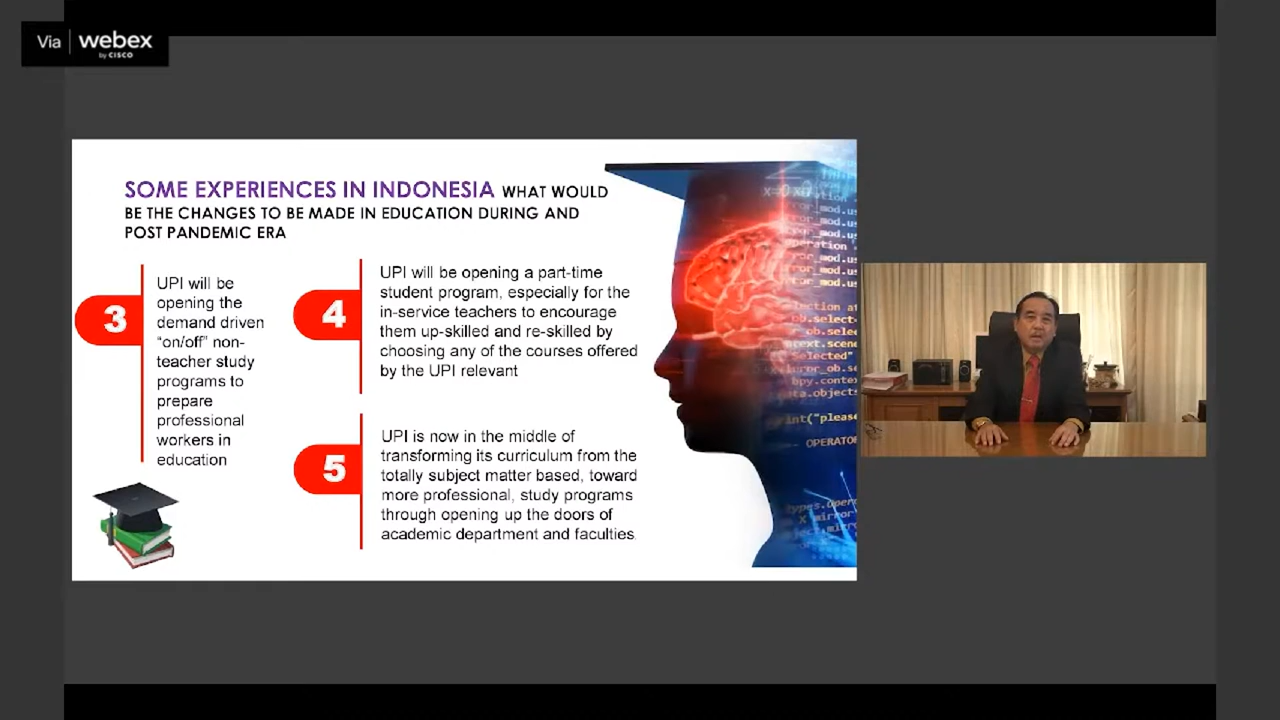 Via webex
by CISCO
SOME EXPERIENCES IN INDONESIA WHAT WOULD
BE THE CHANGES TO BE MADE IN EDUCATION DURING AND
POST PANDEMIC ERA
3
UPI will be
opening the
demand driven
“on/off” non-
teacher study
programs to
prepare
professional
workers in
education
4
UPI will be opening a part-time
student program, especially for the
in-service teachers to encourage
them up-skilled and re-skilled by
choosing any of the courses offered
by the UPI relevant
5
UPI is now in the middle of
transforming its curriculum from the
totally subject matter based, toward
more professional, study programs
through opening up the doors of
academic department and faculties